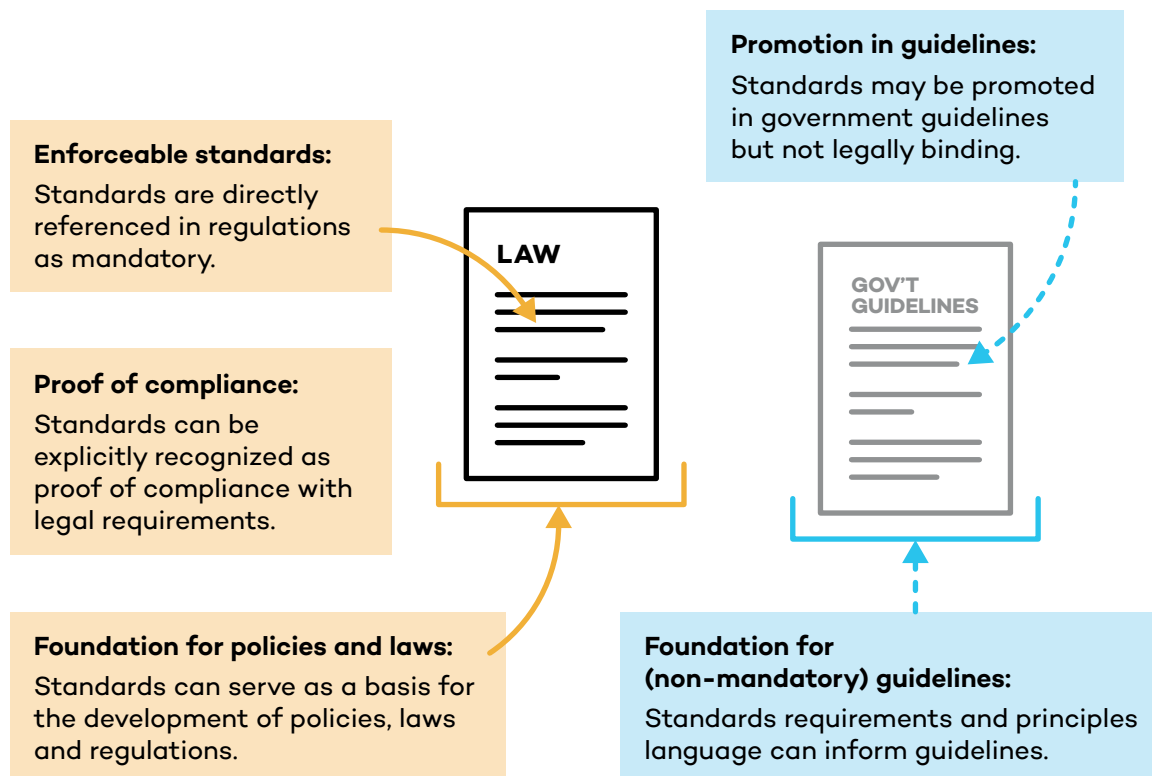 Promotion in guidelines:
Standards may be promoted
in government guidelines
but not legally binding.
Enforceable standards:
Standards are directly
referenced in regulations
as mandatory.
LAW
GOV'T
GUIDELINES
Proof of compliance:
Standards can be
explicitly recognized as
proof of compliance with
legal requirements.
Foundation for policies and laws:
Standards can serve as a basis for
the development of policies, laws
and regulations.
Foundation for
(non-mandatory) guidelines:
Standards requirements and principles
language can inform guidelines.